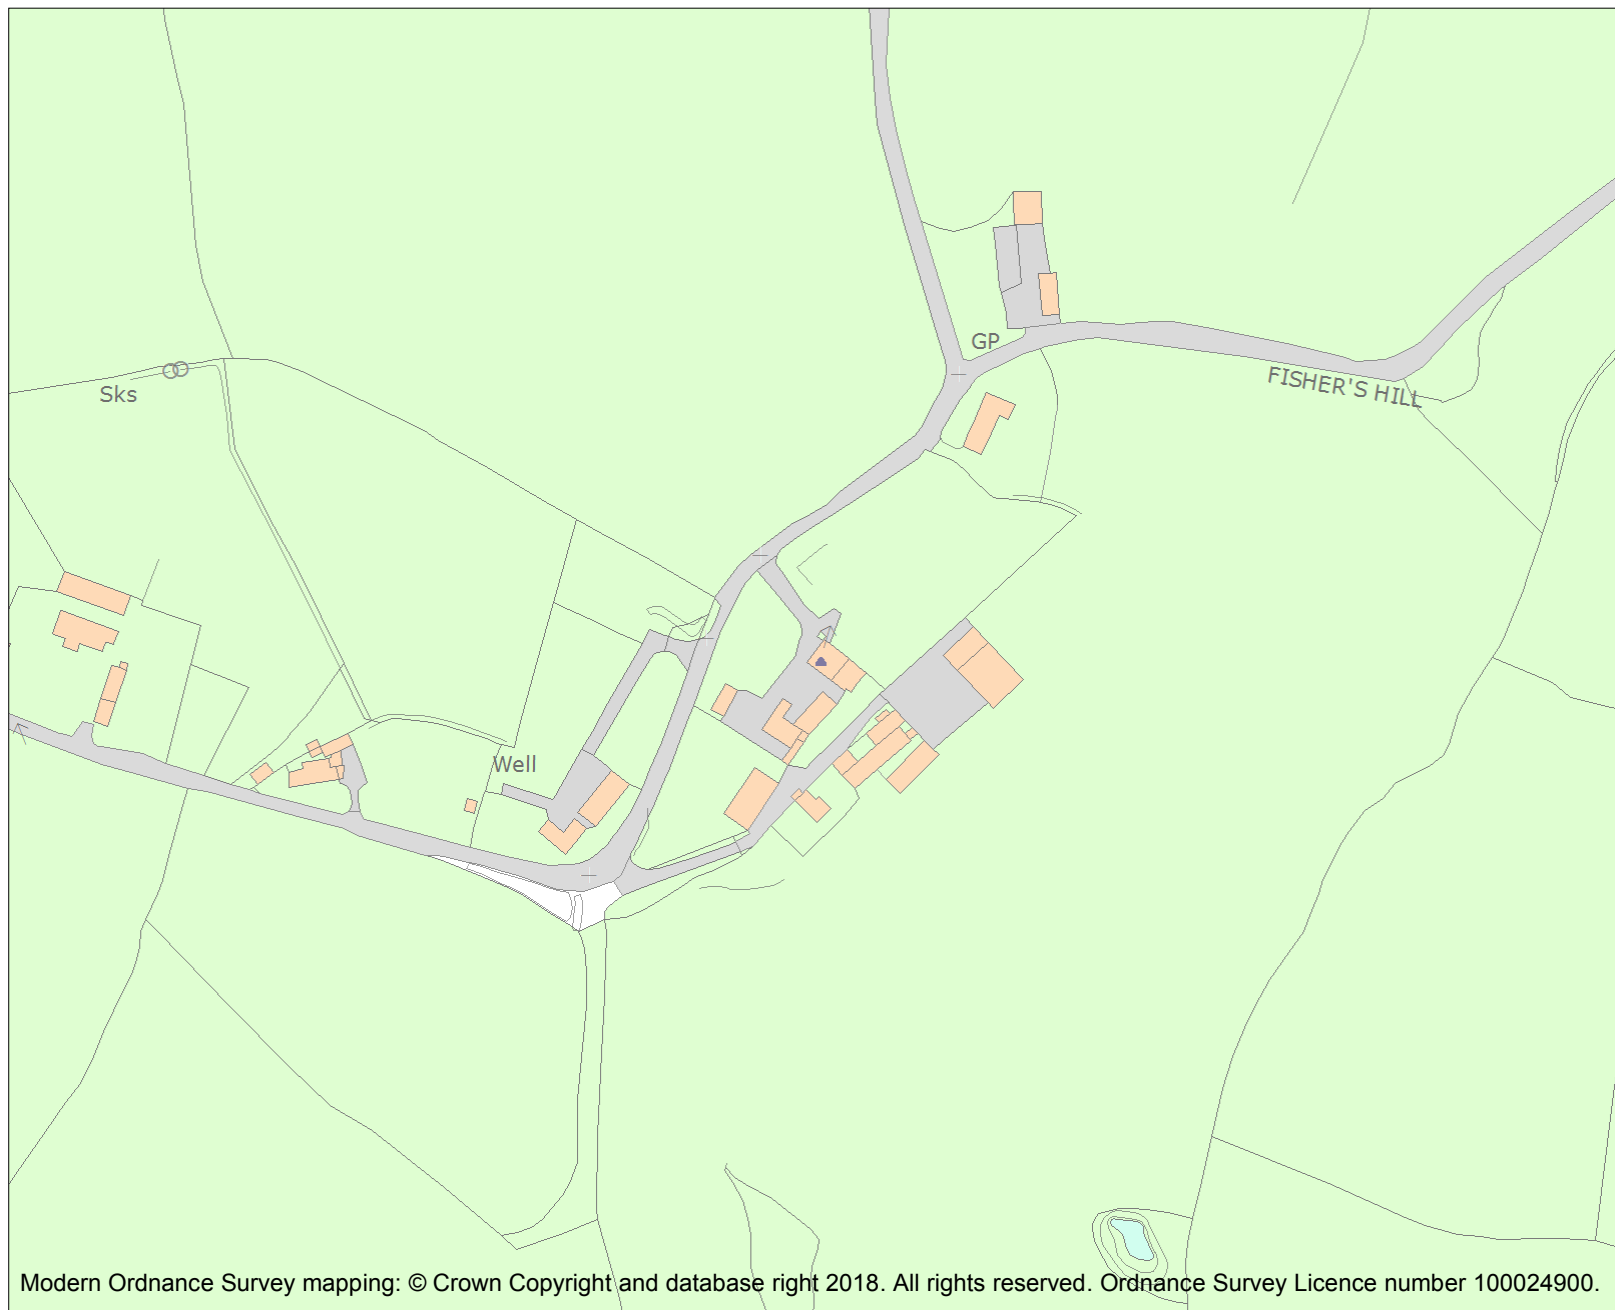 GP
FISHER'S HILL
Sks
Well
Modern Ordnance Survey mapping: © Crown Copyright and database right 2018. All rights reserved. Ordnance Survey Licence number 100024900.